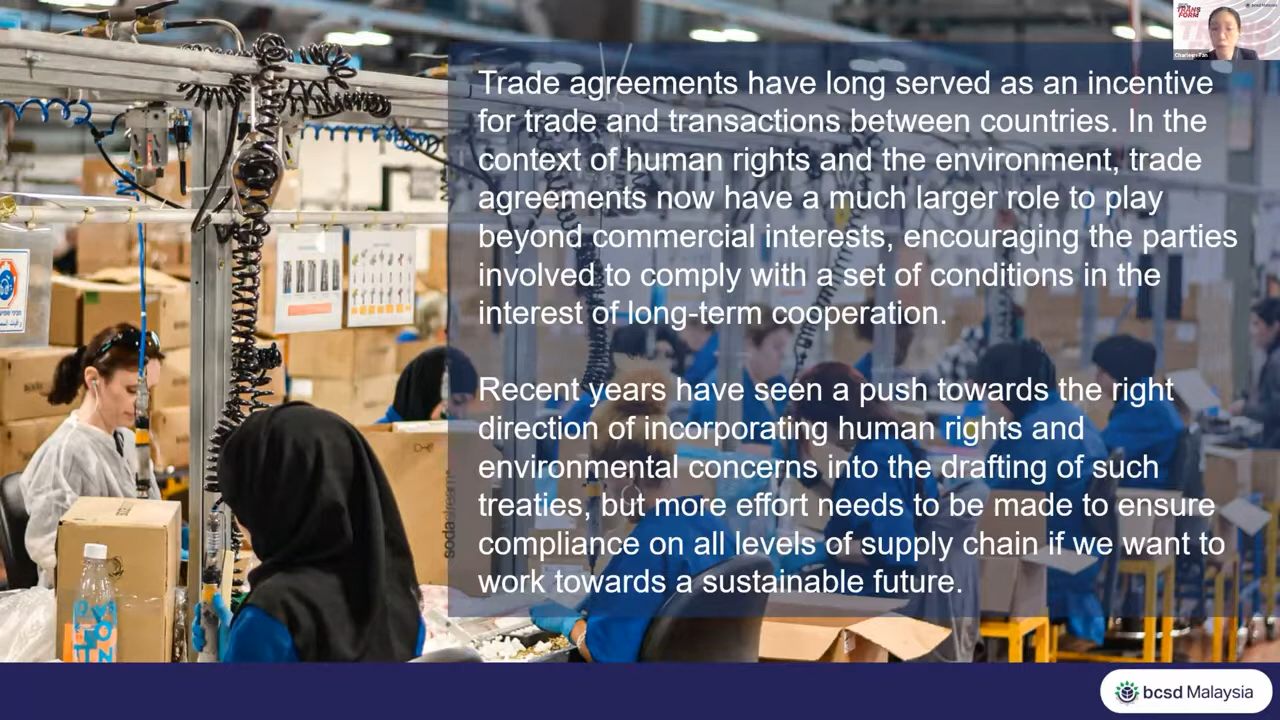 TRANS
FORM
bcsd Malaysia
Trade agreements have long served as an incentive
for trade and transactions between countries. In the
context of human rights and the environment, trade
agreements now have a much larger role to play
beyond commercial interests, encouraging the parties
involved to comply with a set of conditions in the
interest of long-term cooperation.
Recent years have seen a push towards the right
direction of incorporating human rights and
environmental concerns into the drafting of such
treaties, but more effort needs to be made to ensure
compliance on all levels of supply chain if we want to
work towards a sustainable future.
sodastream
bcsd Malaysia